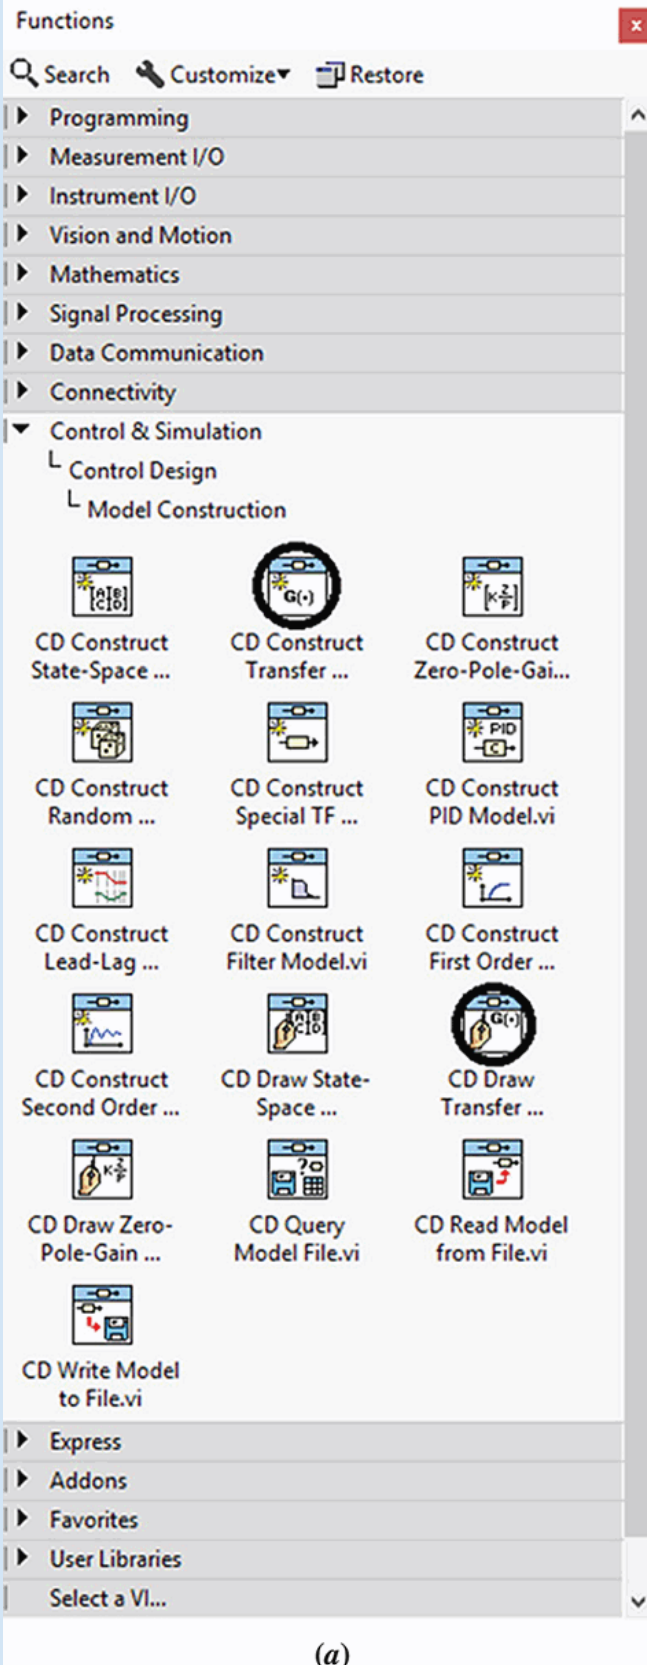 Functions
x
Search Customize Restore
Programming
Measurement I/O
Instrument I/O
Vision and Motion
Mathematics
Signal Processing
Data Communication
Connectivity
Control & Simulation
Control Design
Model Construction
CD Construct
State-Space ...
G(·)
CD Construct
Transfer ...
CD Construct
Zero-Pole-Gai...
CD Construct
Random ...
CD Construct
Special TF ...
PID
C
CD Construct
PID Model.vi
CD Construct
Lead-Lag ...
CD Construct
Filter Model.vi
CD Construct
First Order ...
CD Construct
Second Order ...
CD Draw State-
Space ...
G(·)
CD Draw
Transfer ...
CD Draw Zero-
Pole-Gain ...
CD Query
Model File.vi
CD Read Model
from File.vi
CD Write Model
to File.vi
Express
Addons
Favorites
User Libraries
Select a VI...
(a)